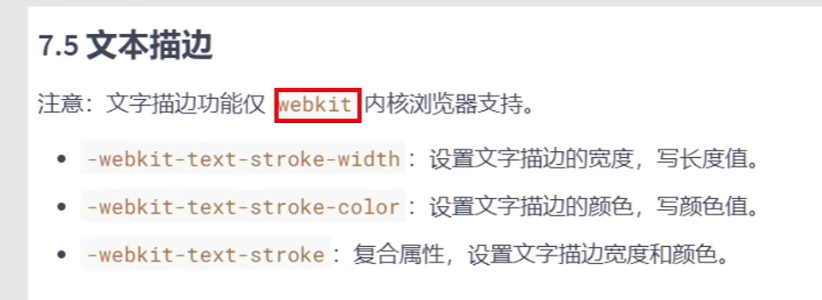 7.5 文本描边
注意：文字描边功能仅 webkit 内核浏览器支持。
• -webkit-text-stroke-width：设置文字描边的宽度，写长度值。
• -webkit-text-stroke-color：设置文字描边的颜色，写颜色值。
• -webkit-text-stroke：复合属性，设置文字描边宽度和颜色。